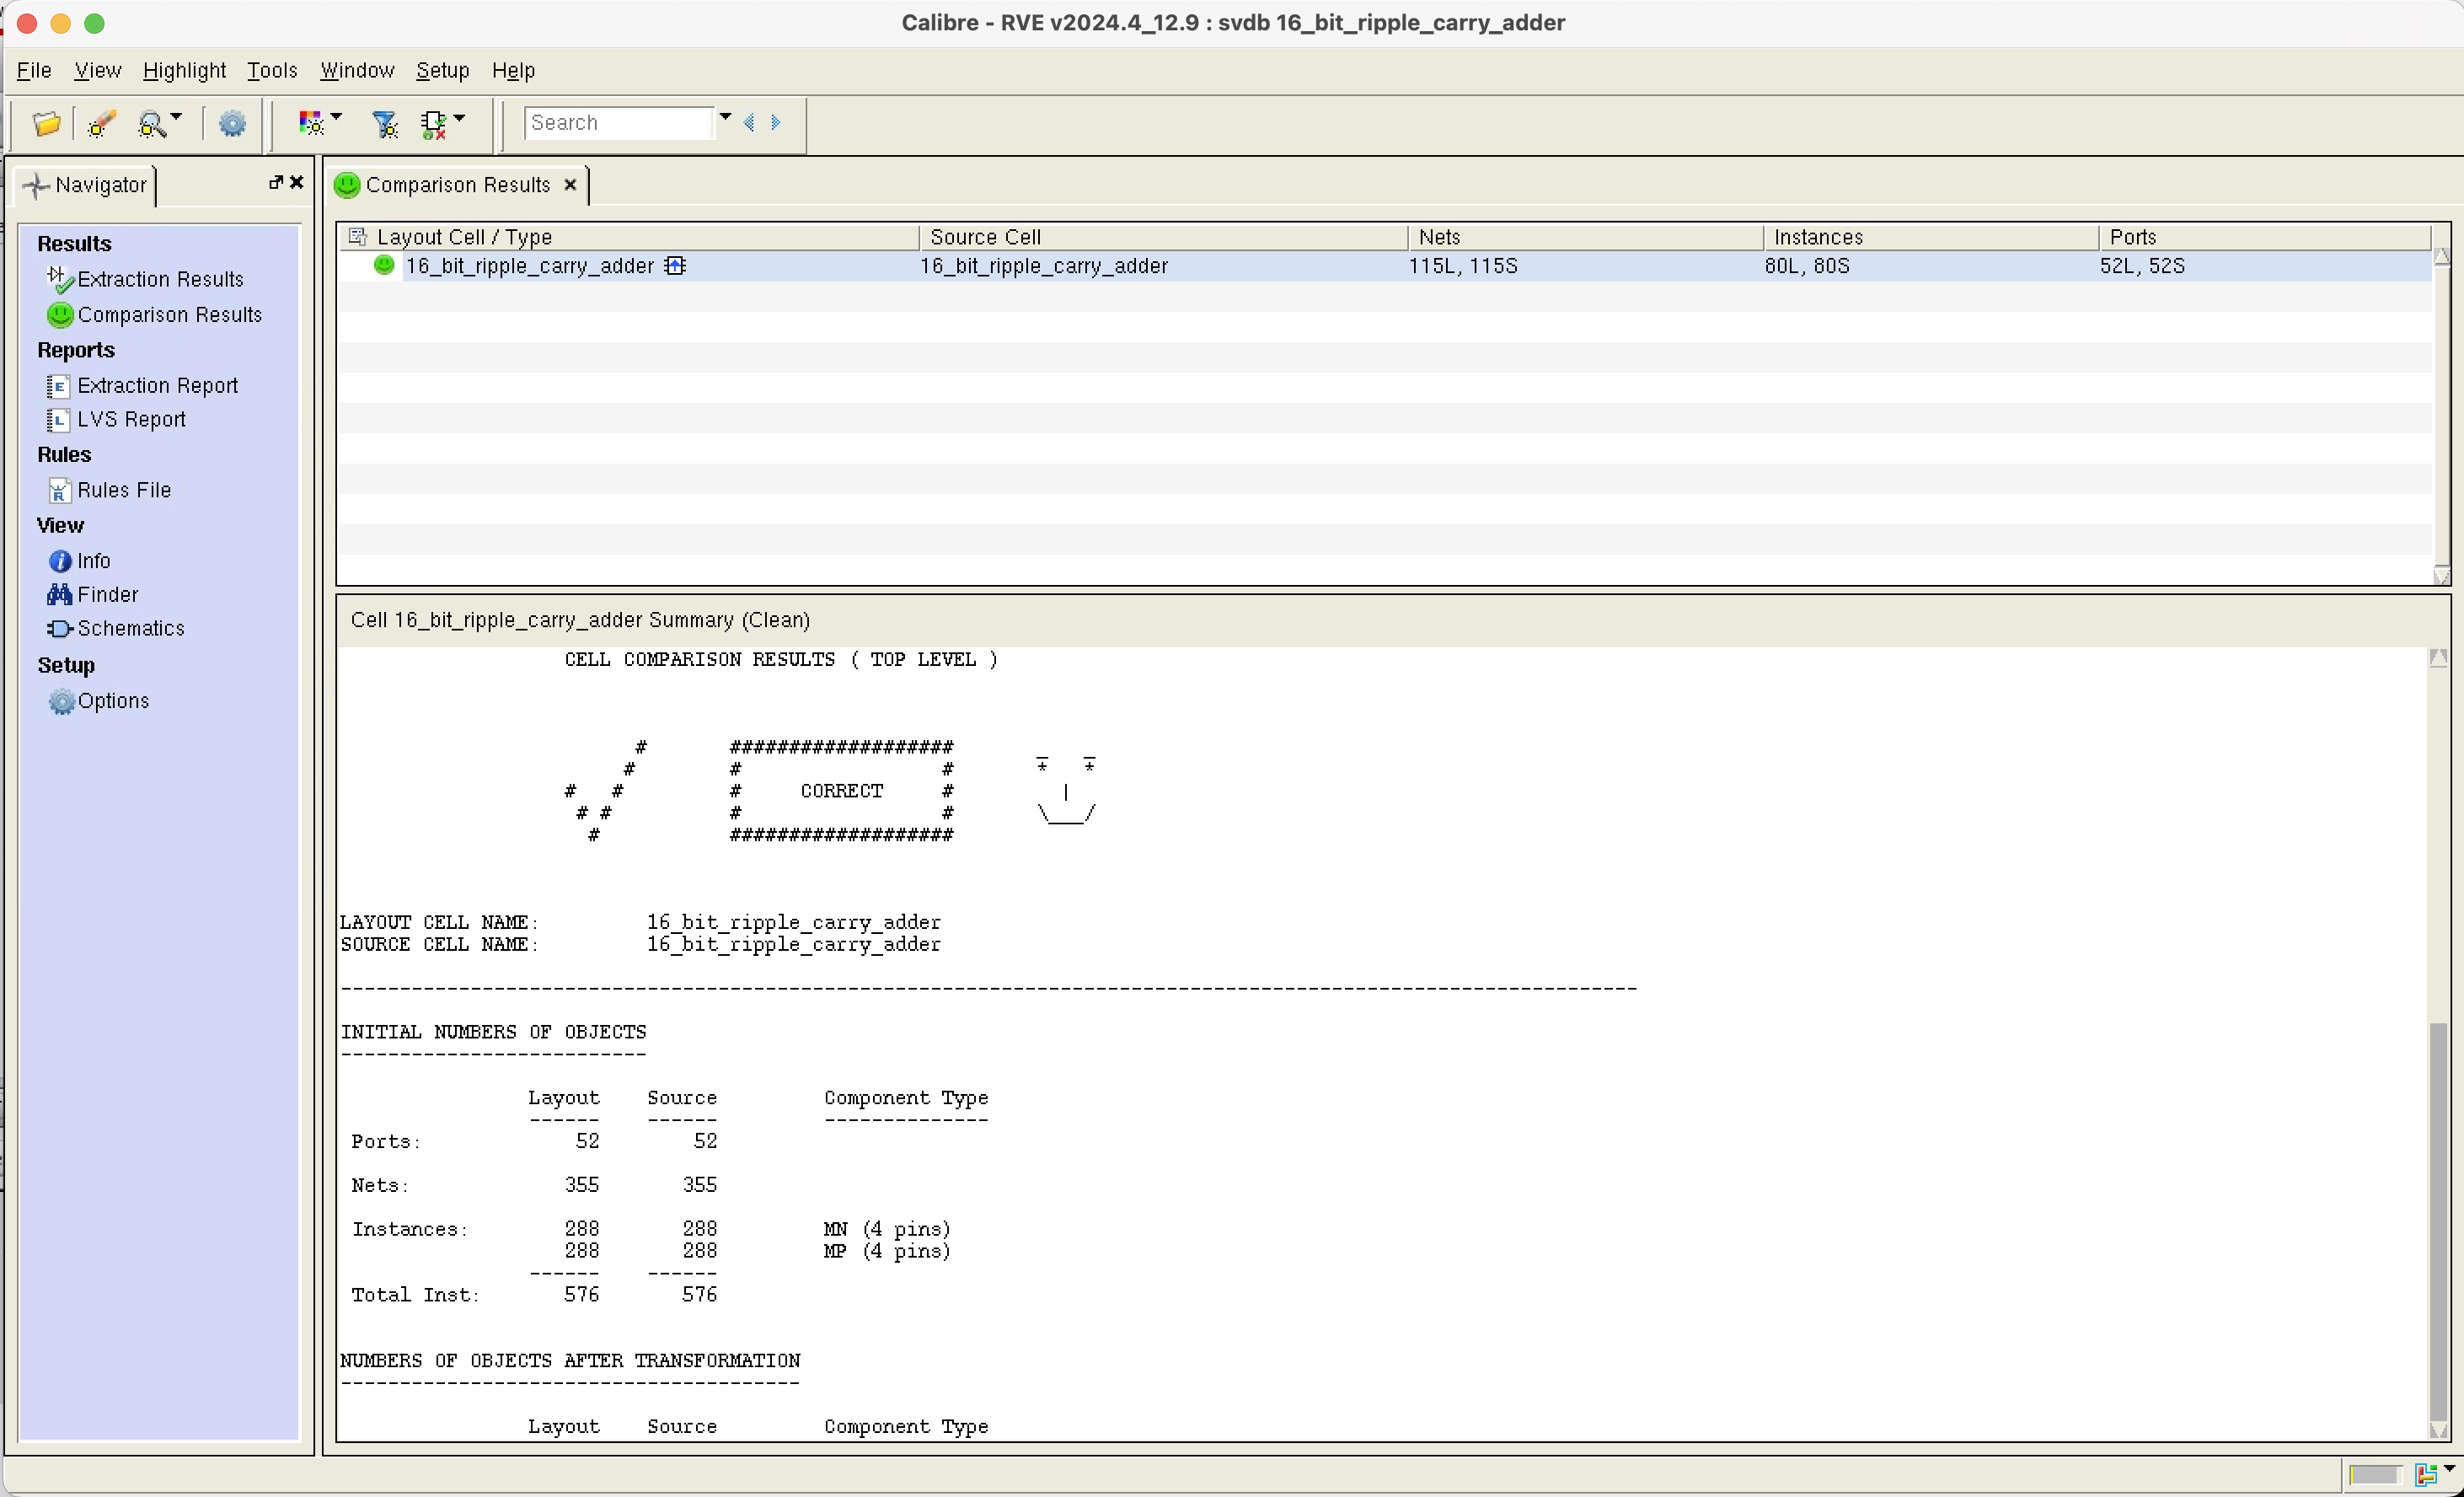 Calibre - RVE v2024.4_12.9 : svdb 16_bit_ripple_carry_adder
File View Highlight Tools Window Setup Help
Search
Navigator
Results
Extraction Results
Comparison Results
Reports
Extraction Report
LVS Report
Rules
Rules File
View
Info
Finder
Schematics
Setup
Options
Comparison Results
Layout Cell / Type Source Cell Nets Instances Ports
16_bit_ripple_carry_adder 16_bit_ripple_carry_adder 115L, 115S 80L, 80S 52L, 52S
Cell 16_bit_ripple_carry_adder Summary (Clean)
CELL COMPARISON RESULTS ( TOP LEVEL )
# ################### _ _
# # # * *
# # # CORRECT # |
# # # # \___/
# ###################
LAYOUT CELL NAME: 16_bit_ripple_carry_adder
SOURCE CELL NAME: 16_bit_ripple_carry_adder
--------------------------------------------------------------------------------------------------------------
INITIAL NUMBERS OF OBJECTS
--------------------------
Layout Source Component Type
------ ------ --------------
Ports: 52 52
Nets: 355 355
Instances: 288 288 MN (4 pins)
288 288 MP (4 pins)
------ ------
Total Inst: 576 576
NUMBERS OF OBJECTS AFTER TRANSFORMATION
---------------------------------------
Layout Source Component Type